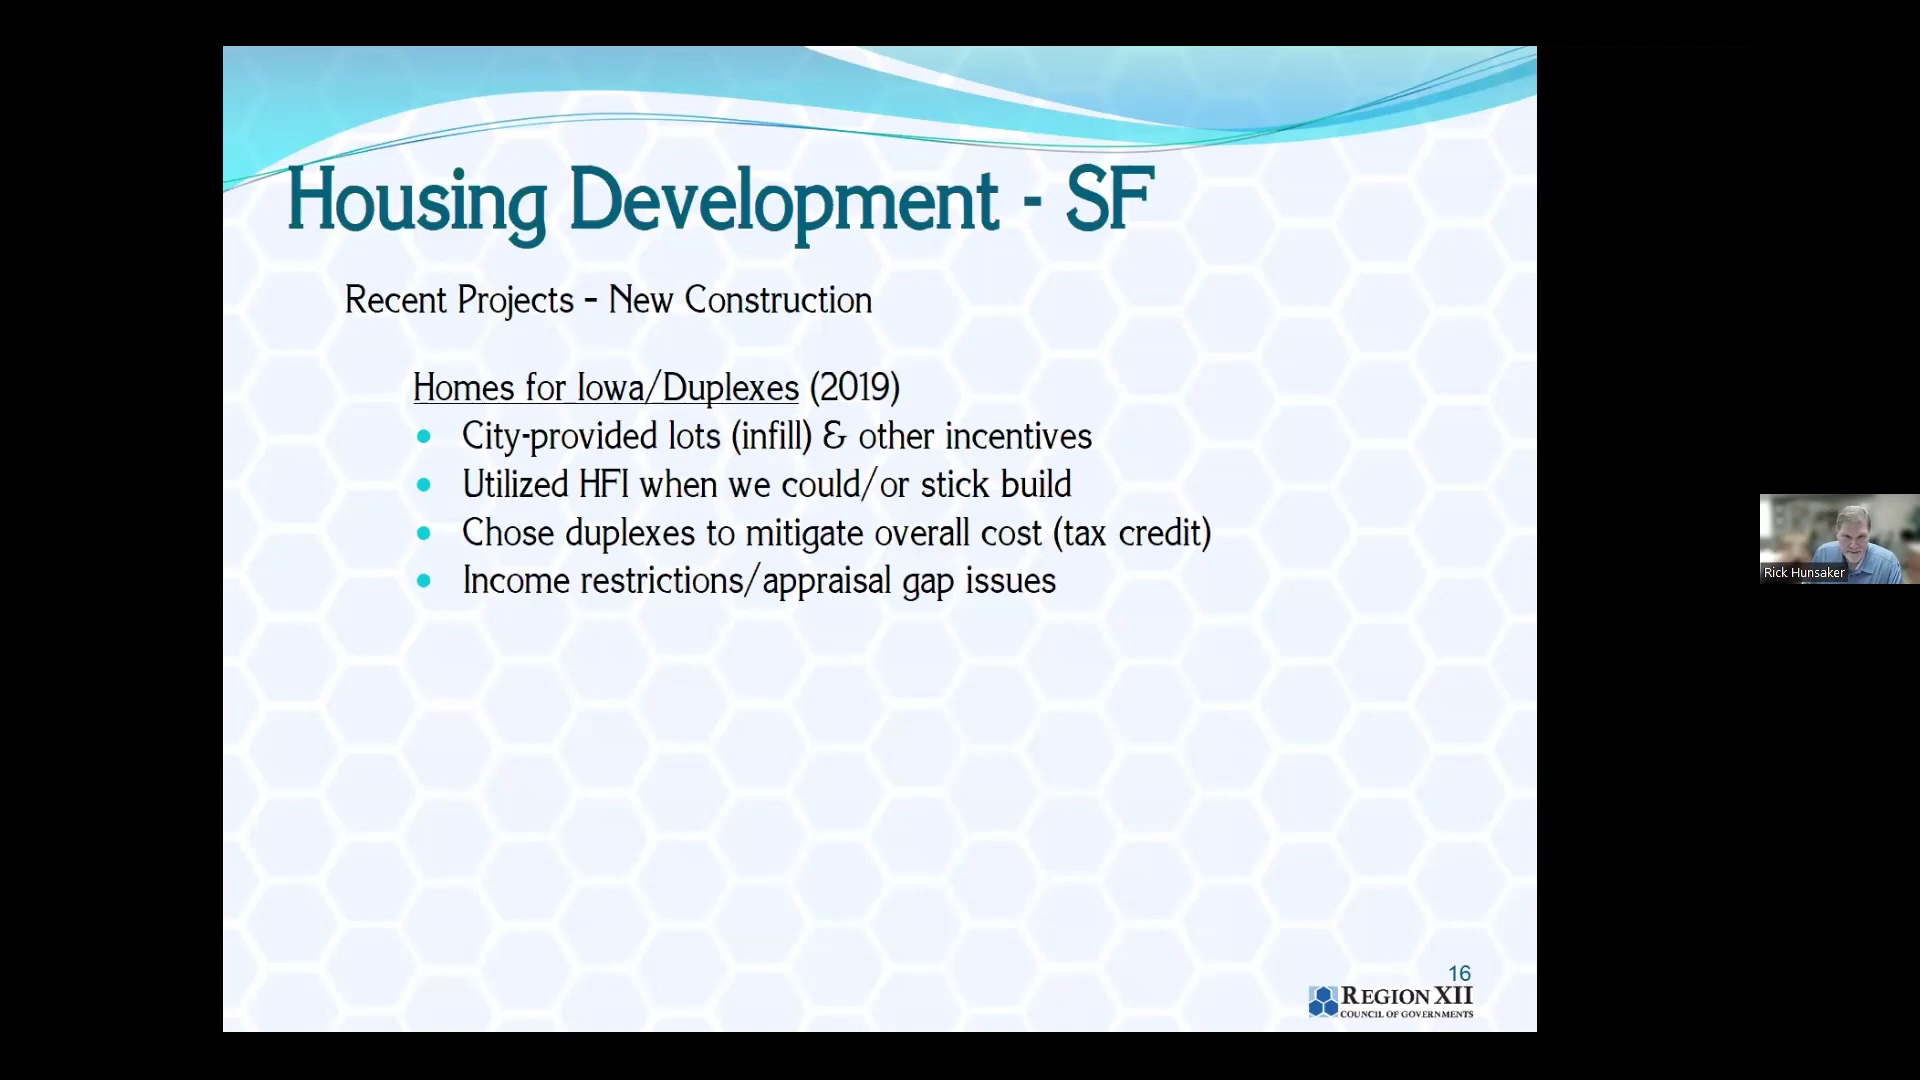 Housing Development - SF
Recent Projects – New Construction
Homes for Iowa/Duplexes (2019)
City-provided lots (infill) & other incentives
Utilized HFI when we could/or stick build
Chose duplexes to mitigate overall cost (tax credit)
Income restrictions/appraisal gap issues
Rick Hunsaker
16
REGION XII
COUNCIL OF GOVERNMENTS